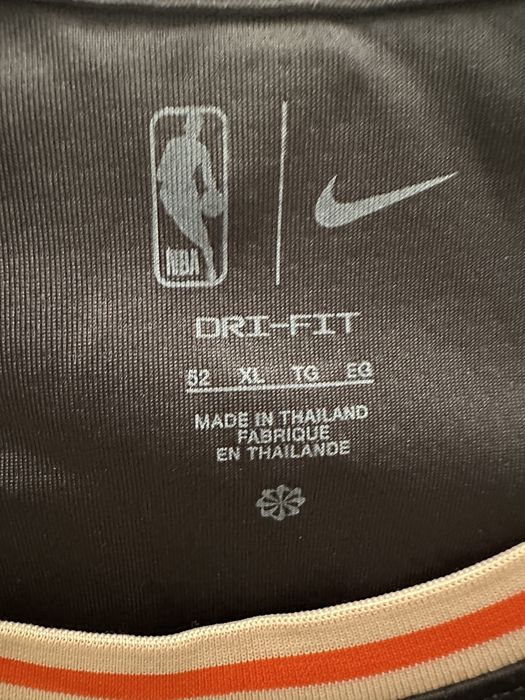 NBA
DRI-FIT
52 XL TG EG
MADE IN THAILAND
FABRIQUE
EN THAILANDE